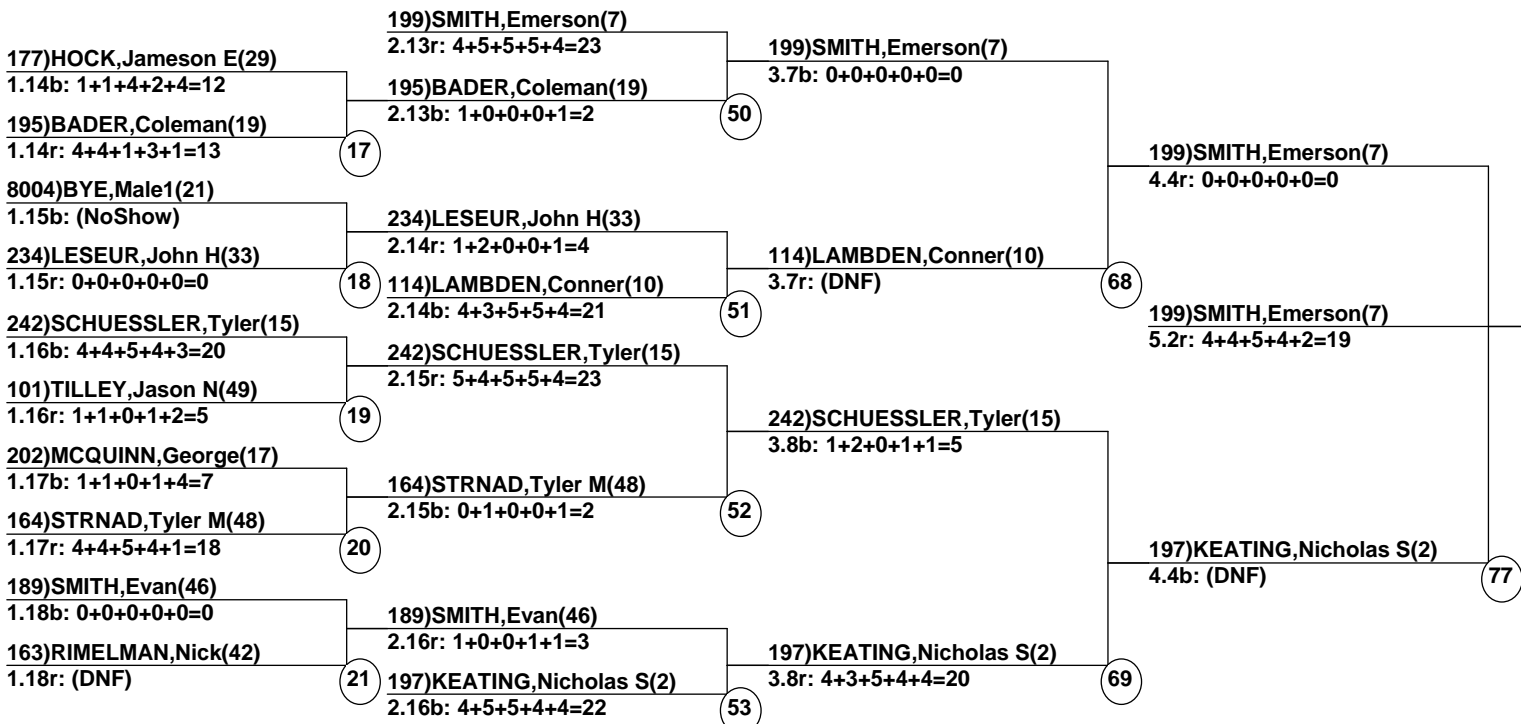 177)HOCK,Jameson E(29)
1.14b: 1+1+4+2+4=12
195)BADER,Coleman(19)
1.14r: 4+4+1+3+1=13
17
8004)BYE,Male1(21)
1.15b: (NoShow)
234)LESEUR,John H(33)
1.15r: 0+0+0+0+0=0
18
242)SCHUESSLER,Tyler(15)
1.16b: 4+4+5+4+3=20
101)TILLEY,Jason N(49)
1.16r: 1+1+0+1+2=5
19
202)MCQUINN,George(17)
1.17b: 1+1+0+1+4=7
164)STRNAD,Tyler M(48)
1.17r: 4+4+5+4+1=18
20
189)SMITH,Evan(46)
1.18b: 0+0+0+0+0=0
163)RIMELMAN,Nick(42)
1.18r: (DNF)
21
199)SMITH,Emerson(7)
2.13r: 4+5+5+5+4=23
195)BADER,Coleman(19)
2.13b: 1+0+0+0+1=2
50
234)LESEUR,John H(33)
2.14r: 1+2+0+0+1=4
114)LAMBDEN,Conner(10)
2.14b: 4+3+5+5+4=21
51
242)SCHUESSLER,Tyler(15)
2.15r: 5+4+5+5+4=23
164)STRNAD,Tyler M(48)
2.15b: 0+1+0+0+1=2
52
189)SMITH,Evan(46)
2.16r: 1+0+0+1+1=3
197)KEATING,Nicholas S(2)
2.16b: 4+5+5+4+4=22
53
199)SMITH,Emerson(7)
3.7b: 0+0+0+0+0=0
114)LAMBDEN,Conner(10)
3.7r: (DNF)
68
242)SCHUESSLER,Tyler(15)
3.8b: 1+2+0+1+1=5
197)KEATING,Nicholas S(2)
3.8r: 4+3+5+4+4=20
69
199)SMITH,Emerson(7)
4.4r: 0+0+0+0+0=0
199)SMITH,Emerson(7)
5.2r: 4+4+5+4+2=19
197)KEATING,Nicholas S(2)
4.4b: (DNF)
77